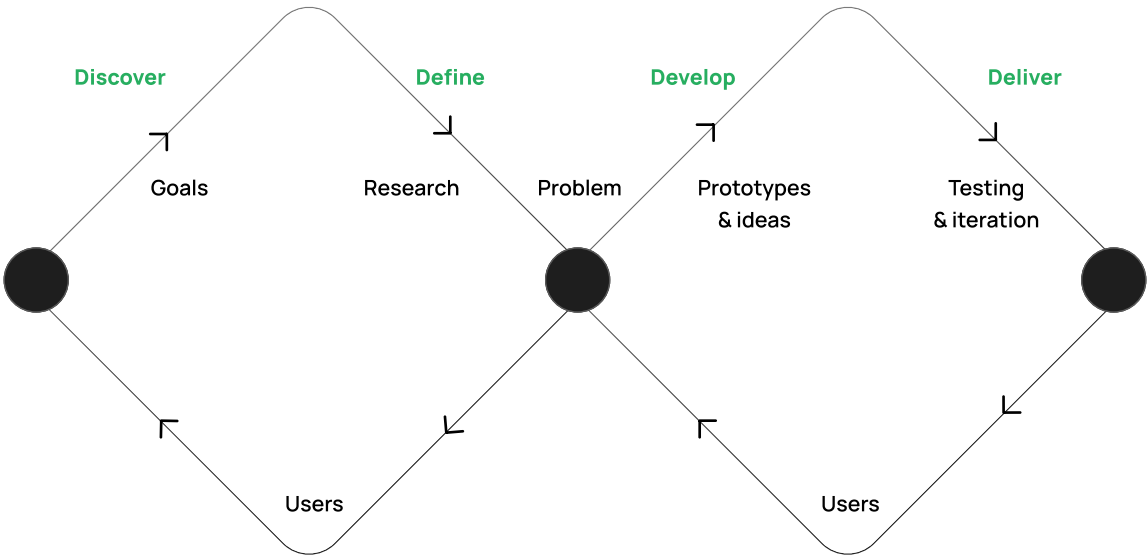 Discover
Define
Develop
Deliver
Goals
Research
Problem
Prototypes
& ideas
Testing
& iteration
Users
Users